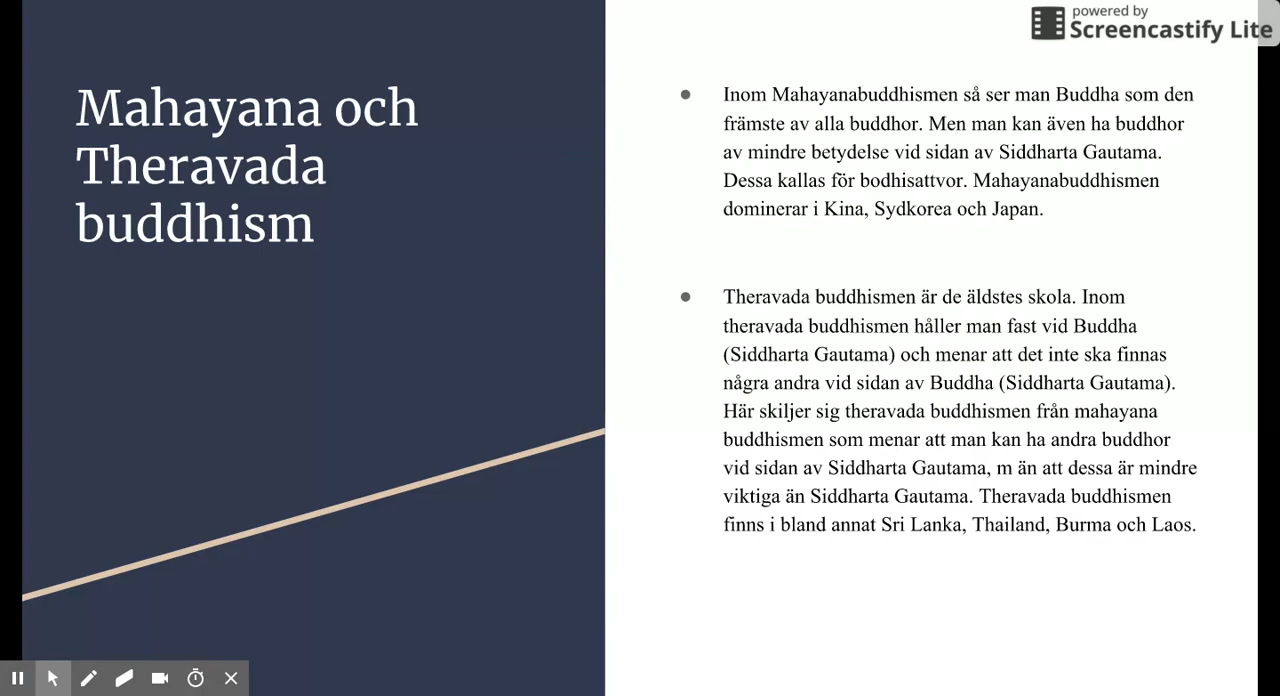 powered by
Screencastify Lite
Mahayana och
Theravada
buddhism
Inom Mahayanabuddhismen så ser man Buddha som den
främste av alla buddhor. Men man kan även ha buddhor
av mindre betydelse vid sidan av Siddharta Gautama.
Dessa kallas för bodhisattvor. Mahayanabuddhismen
dominerar i Kina, Sydkorea och Japan.
Theravada buddhismen är de äldstes skola. Inom
theravada buddhismen håller man fast vid Buddha
(Siddharta Gautama) och menar att det inte ska finnas
några andra vid sidan av Buddha (Siddharta Gautama).
Här skiljer sig theravada buddhismen från mahayana
buddhismen som menar att man kan ha andra buddhor
vid sidan av Siddharta Gautama, m än att dessa är mindre
viktiga än Siddharta Gautama. Theravada buddhismen
finns i bland annat Sri Lanka, Thailand, Burma och Laos.